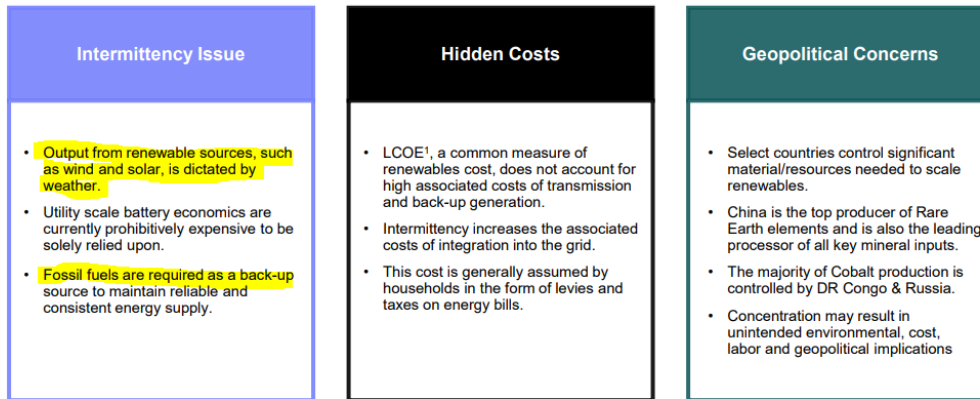 Intermittency Issue
• Output from renewable sources, such
as wind and solar, is dictated by
weather.
• Utility scale battery economics are
currently prohibitively expensive to be
solely relied upon.
• Fossil fuels are required as a back-up
source to maintain reliable and
consistent energy supply.
Hidden Costs
• LCOE¹, a common measure of
renewables cost, does not account for
high associated costs of transmission
and back-up generation.
• Intermittency increases the associated
costs of integration into the grid.
• This cost is generally assumed by
households in the form of levies and
taxes on energy bills.
Geopolitical Concerns
• Select countries control significant
material/resources needed to scale
renewables.
• China is the top producer of Rare
Earth elements and is also the leading
processor of all key mineral inputs.
• The majority of Cobalt production is
controlled by DR Congo & Russia.
• Concentration may result in
unintended environmental, cost,
labor and geopolitical implications